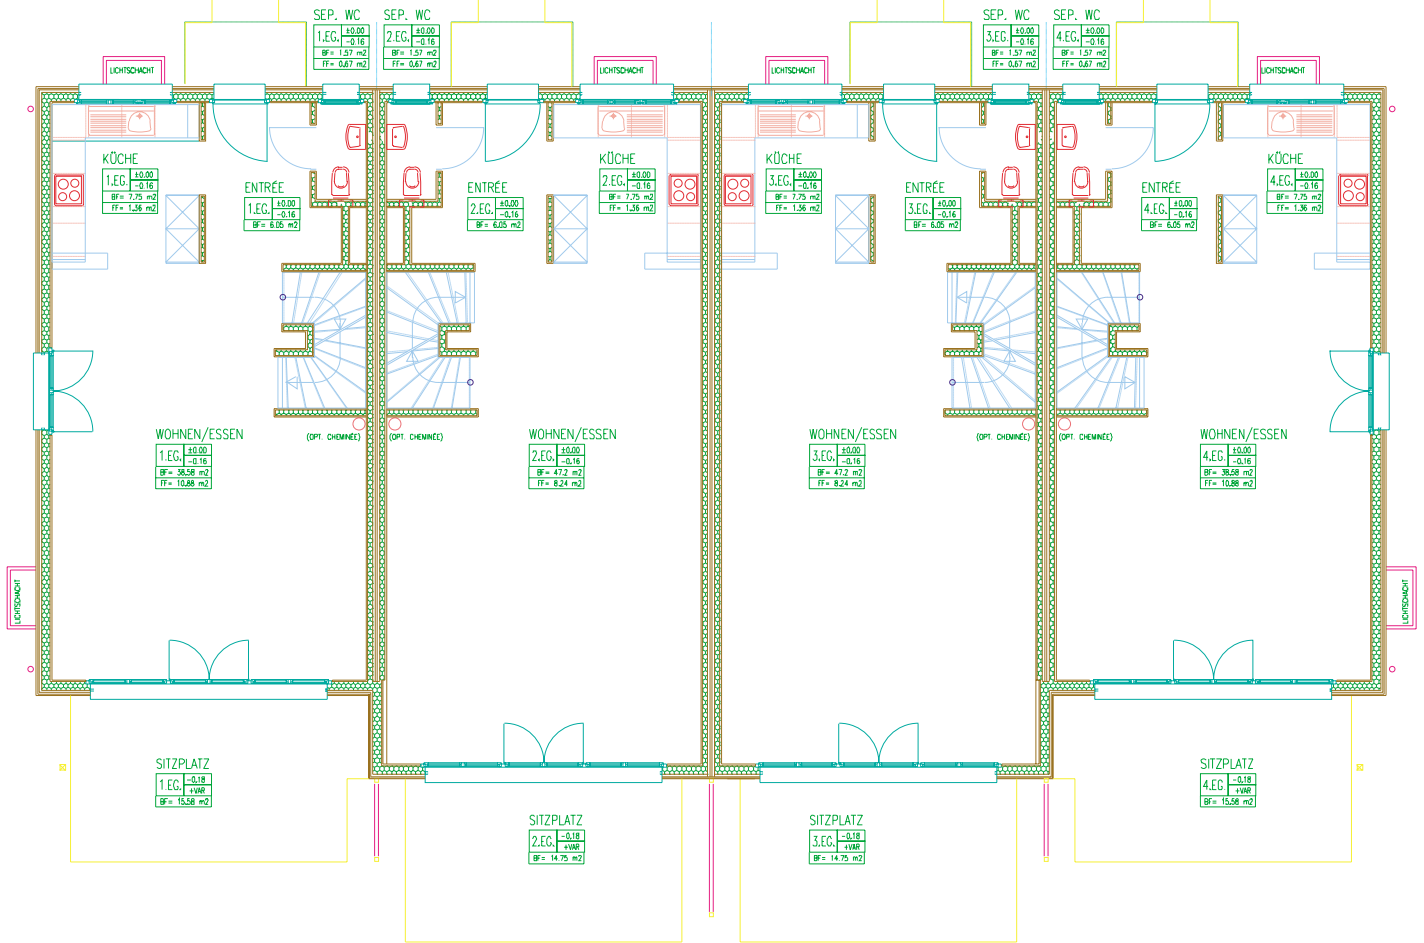 SEP. WC
1.EG. ±0.00
-0.16
BF= 1.57 m2
FF= 0.67 m2
SEP. WC
2.EG. ±0.00
-0.16
BF= 1.57 m2
FF= 0.67 m2
SEP. WC
3.EG. ±0.00
-0.16
BF= 1.57 m2
FF= 0.67 m2
SEP. WC
4.EG. ±0.00
-0.16
BF= 1.57 m2
FF= 0.67 m2
LICHTSCHACHT
LICHTSCHACHT
LICHTSCHACHT
LICHTSCHACHT
KÜCHE
1.EG. ±0.00
-0.16
BF= 7.75 m2
FF= 1.36 m2
ENTRÉE
1.EG. ±0.00
-0.16
BF= 6.05 m2
ENTRÉE
2.EG. ±0.00
-0.16
BF= 6.05 m2
KÜCHE
2.EG. ±0.00
-0.16
BF= 7.75 m2
FF= 1.36 m2
KÜCHE
3.EG. ±0.00
-0.16
BF= 7.75 m2
FF= 1.36 m2
ENTRÉE
3.EG. ±0.00
-0.16
BF= 6.05 m2
ENTRÉE
4.EG. ±0.00
-0.16
BF= 6.05 m2
KÜCHE
4.EG. ±0.00
-0.16
BF= 7.75 m2
FF= 1.36 m2
WOHNEN/ESSEN
1.EG. ±0.00
-0.16
BF= 38.58 m2
FF= 10.88 m2
(OPT. CHEMINÉE)
(OPT. CHEMINÉE)
WOHNEN/ESSEN
2.EG. ±0.00
-0.16
BF= 47.2 m2
FF= 8.24 m2
WOHNEN/ESSEN
3.EG. ±0.00
-0.16
BF= 47.2 m2
FF= 8.24 m2
(OPT. CHEMINÉE)
(OPT. CHEMINÉE)
WOHNEN/ESSEN
4.EG. ±0.00
-0.16
BF= 38.58 m2
FF= 10.88 m2
LICHTSCHACHT
LICHTSCHACHT
SITZPLATZ
1.EG. -0.18
+VAR
BF= 15.58 m2
SITZPLATZ
2.EG. -0.18
+VAR
BF= 14.75 m2
SITZPLATZ
3.EG. -0.18
+VAR
BF= 14.75 m2
SITZPLATZ
4.EG. -0.18
+VAR
BF= 15.58 m2